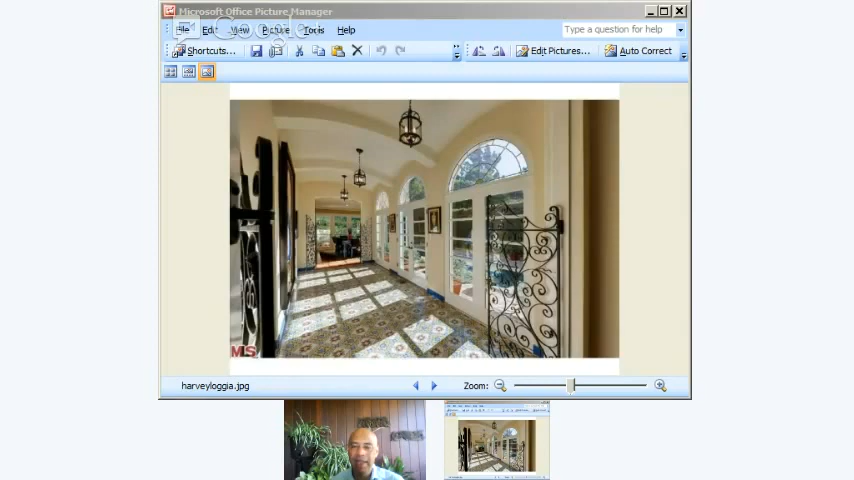 Microsoft Office Picture Manager
Google+
File Edit View Picture Tools Help
Type a question for help
Shortcuts...
Edit Pictures...
Auto Correct
MS
harveyloggia.jpg
Zoom: